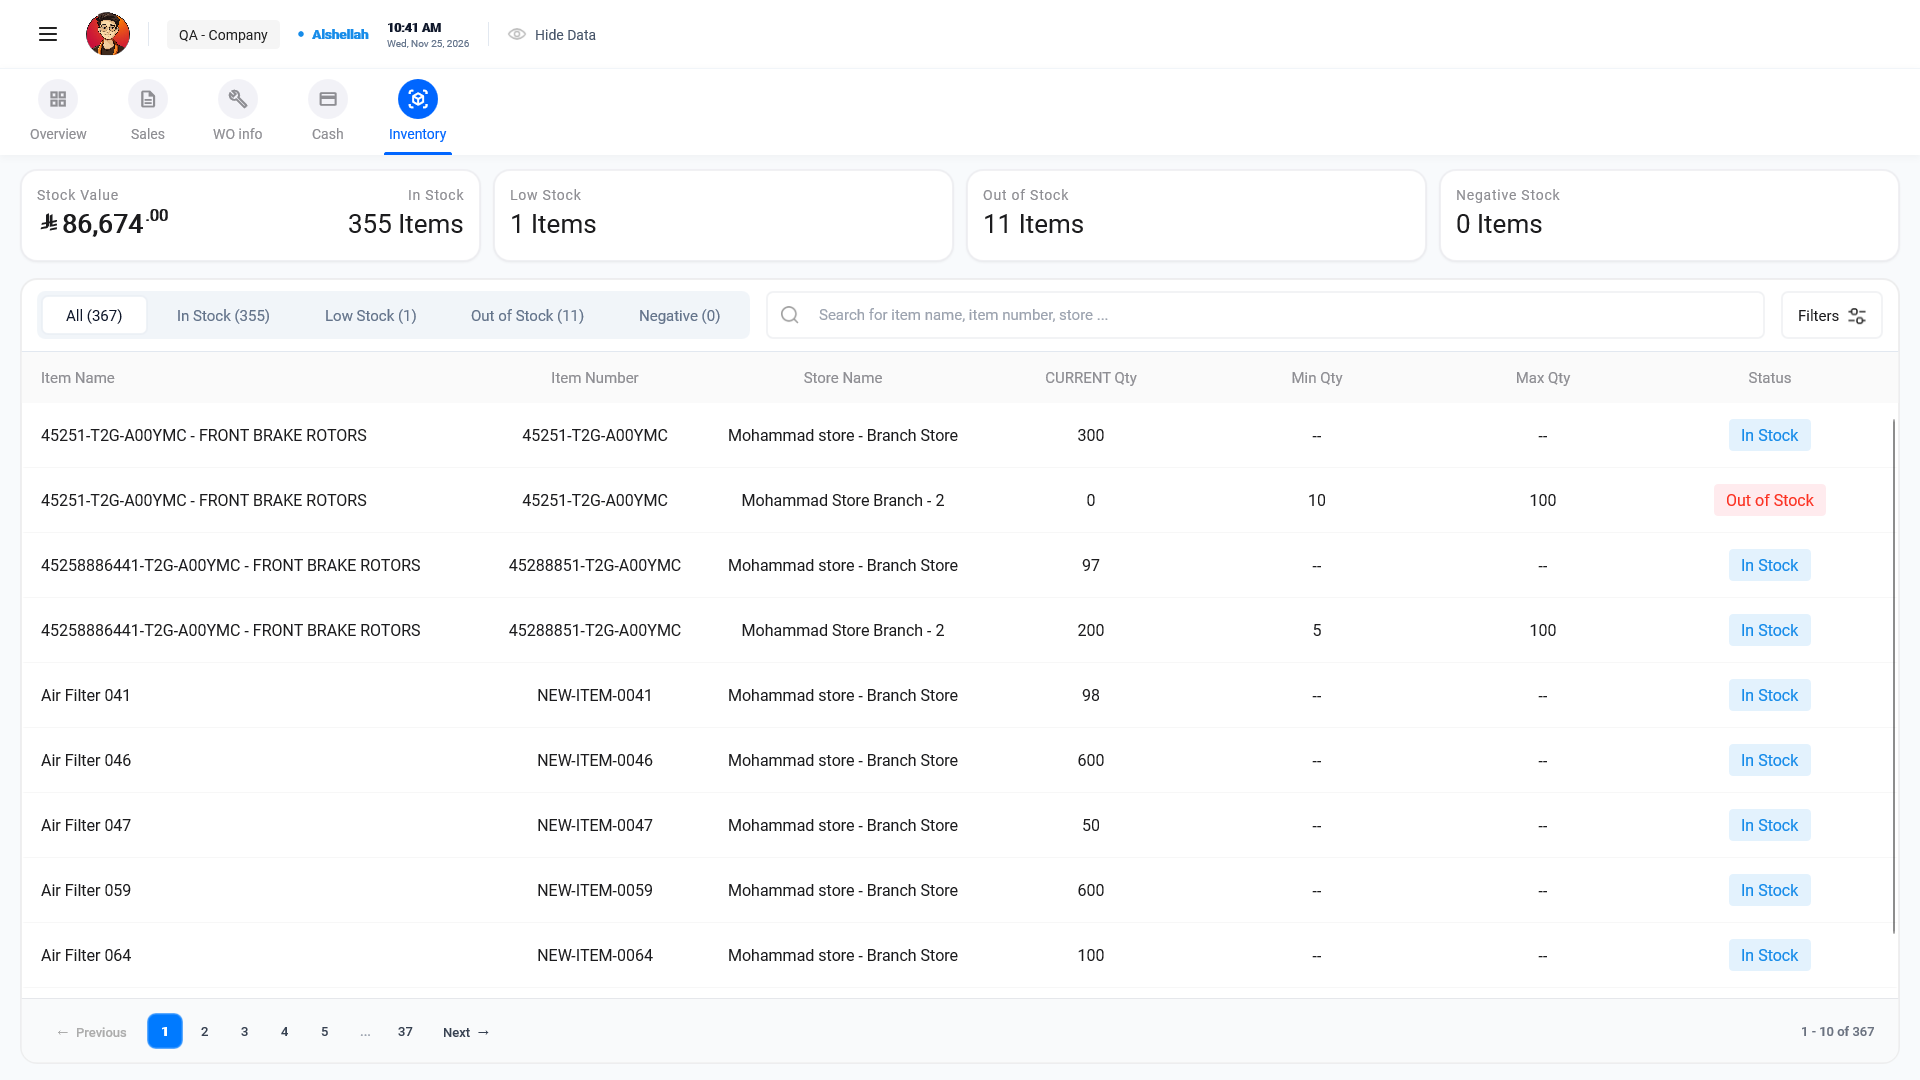 QA - Company
• Alshellah
10:41 AM
Wed, Nov 25, 2026
Hide Data
Overview
Sales
WO info
Cash
Inventory
Stock Value
In Stock
86,674.00
355 Items
Low Stock
1 Items
Out of Stock
11 Items
Negative Stock
0 Items
All (367)
In Stock (355)
Low Stock (1)
Out of Stock (11)
Negative (0)
Search for item name, item number, store ...
Filters
Item Name Item Number Store Name CURRENT Qty Min Qty Max Qty Status
45251-T2G-A00YMC - FRONT BRAKE ROTORS 45251-T2G-A00YMC Mohammad store - Branch Store 300 -- -- In Stock
45251-T2G-A00YMC - FRONT BRAKE ROTORS 45251-T2G-A00YMC Mohammad Store Branch - 2 0 10 100 Out of Stock
45258886441-T2G-A00YMC - FRONT BRAKE ROTORS 45288851-T2G-A00YMC Mohammad store - Branch Store 97 -- -- In Stock
45258886441-T2G-A00YMC - FRONT BRAKE ROTORS 45288851-T2G-A00YMC Mohammad Store Branch - 2 200 5 100 In Stock
Air Filter 041 NEW-ITEM-0041 Mohammad store - Branch Store 98 -- -- In Stock
Air Filter 046 NEW-ITEM-0046 Mohammad store - Branch Store 600 -- -- In Stock
Air Filter 047 NEW-ITEM-0047 Mohammad store - Branch Store 50 -- -- In Stock
Air Filter 059 NEW-ITEM-0059 Mohammad store - Branch Store 600 -- -- In Stock
Air Filter 064 NEW-ITEM-0064 Mohammad store - Branch Store 100 -- -- In Stock
← Previous 1 2 3 4 5 ... 37 Next →
1 - 10 of 367